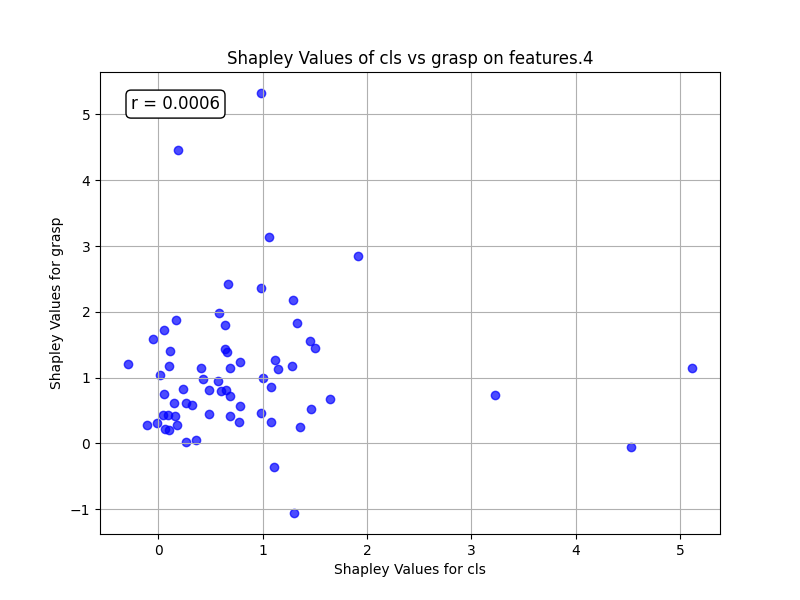 Shapley Values of cls vs grasp on features.4
r = 0.0006
5
4
3
2
1
0
−1
Shapley Values for grasp
0 1 2 3 4 5
Shapley Values for cls